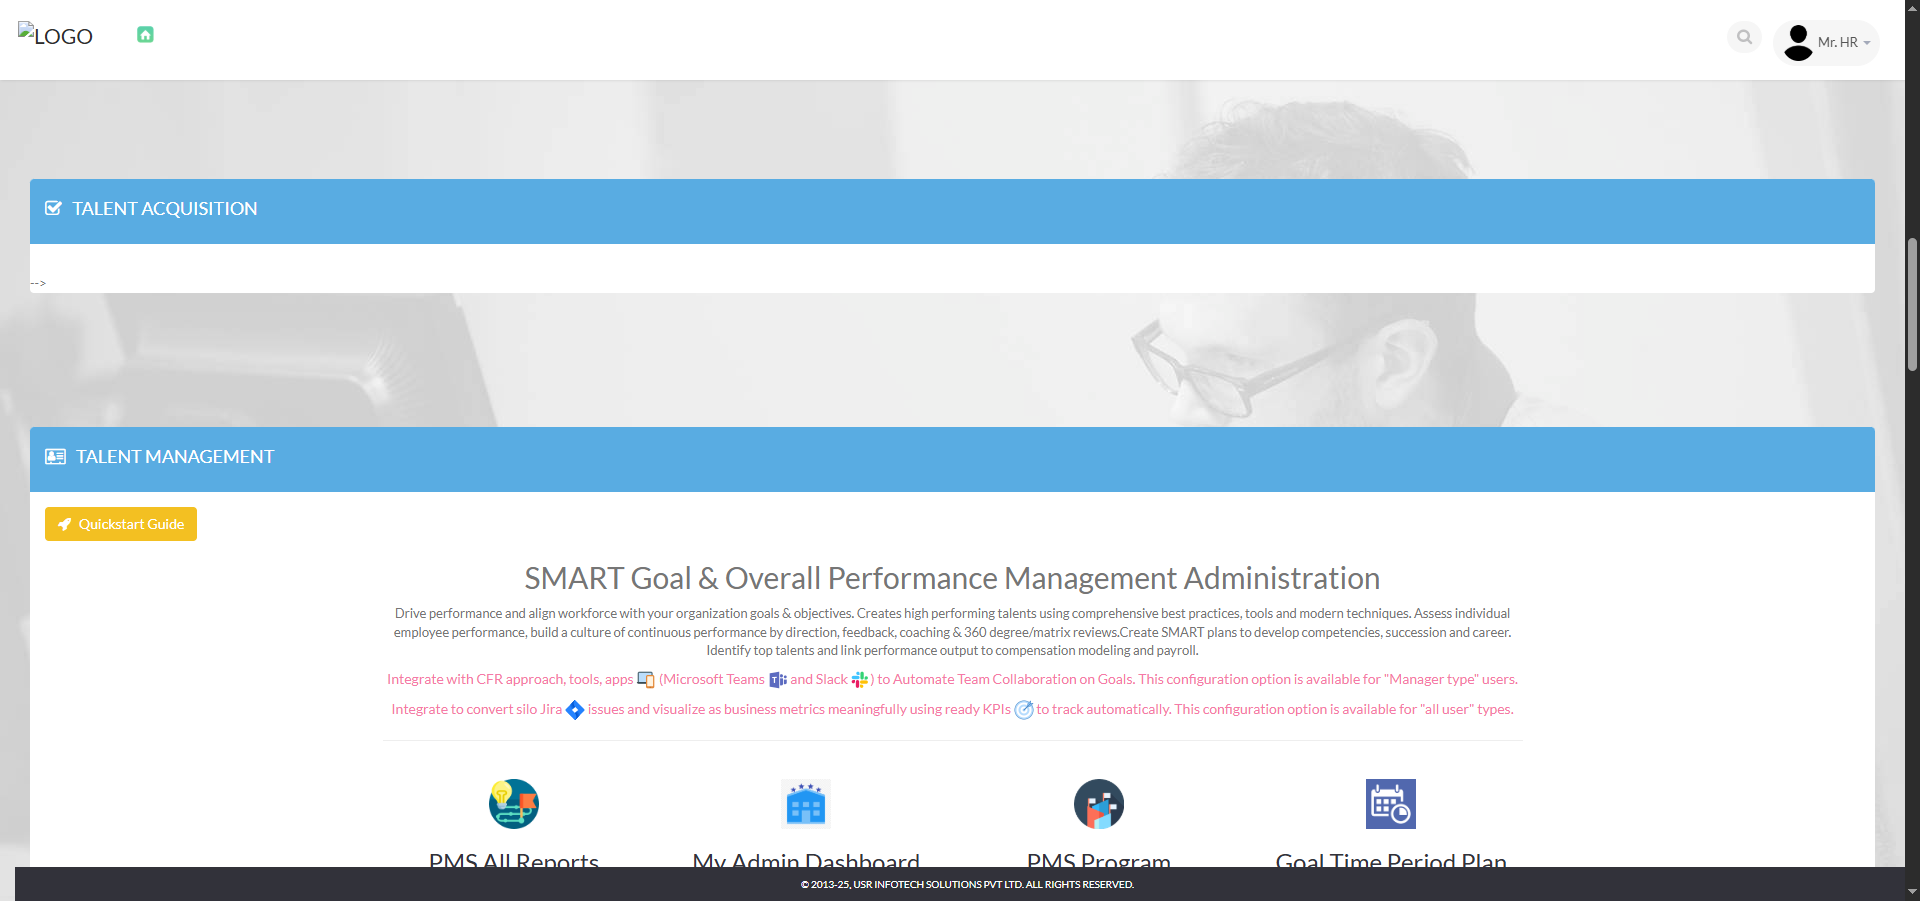 LOGO
Mr. HR
TALENT ACQUISITION
-->
TALENT MANAGEMENT
Quickstart Guide
SMART Goal & Overall Performance Management Administration
Drive performance and align workforce with your organization goals & objectives. Creates high performing talents using comprehensive best practices, tools and modern techniques. Assess individual
employee performance, build a culture of continuous performance by direction, feedback, coaching & 360 degree/matrix reviews.Create SMART plans to develop competencies, succession and career.
Identify top talents and link performance output to compensation modeling and payroll.
Integrate with CFR approach, tools, apps (Microsoft Teams and Slack ) to Automate Team Collaboration on Goals. This configuration option is available for "Manager type" users.
Integrate to convert silo Jira issues and visualize as business metrics meaningfully using ready KPIs to track automatically. This configuration option is available for "all user" types.
PMS All Reports
My Admin Dashboard
PMS Program
Goal Time Period Plan
© 2013-25, USR INFOTECH SOLUTIONS PVT LTD. ALL RIGHTS RESERVED.